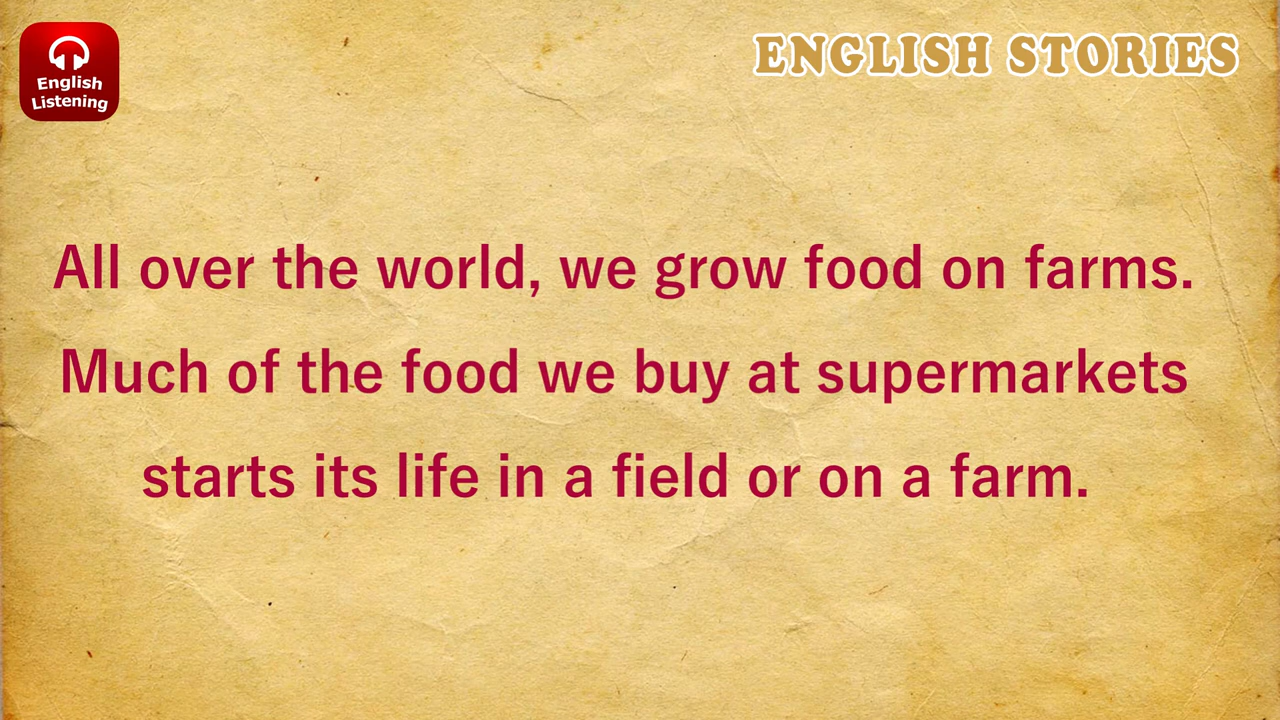 English
Listening
ENGLISH STORIES
All over the world, we grow food on farms.
Much of the food we buy at supermarkets
starts its life in a field or on a farm.